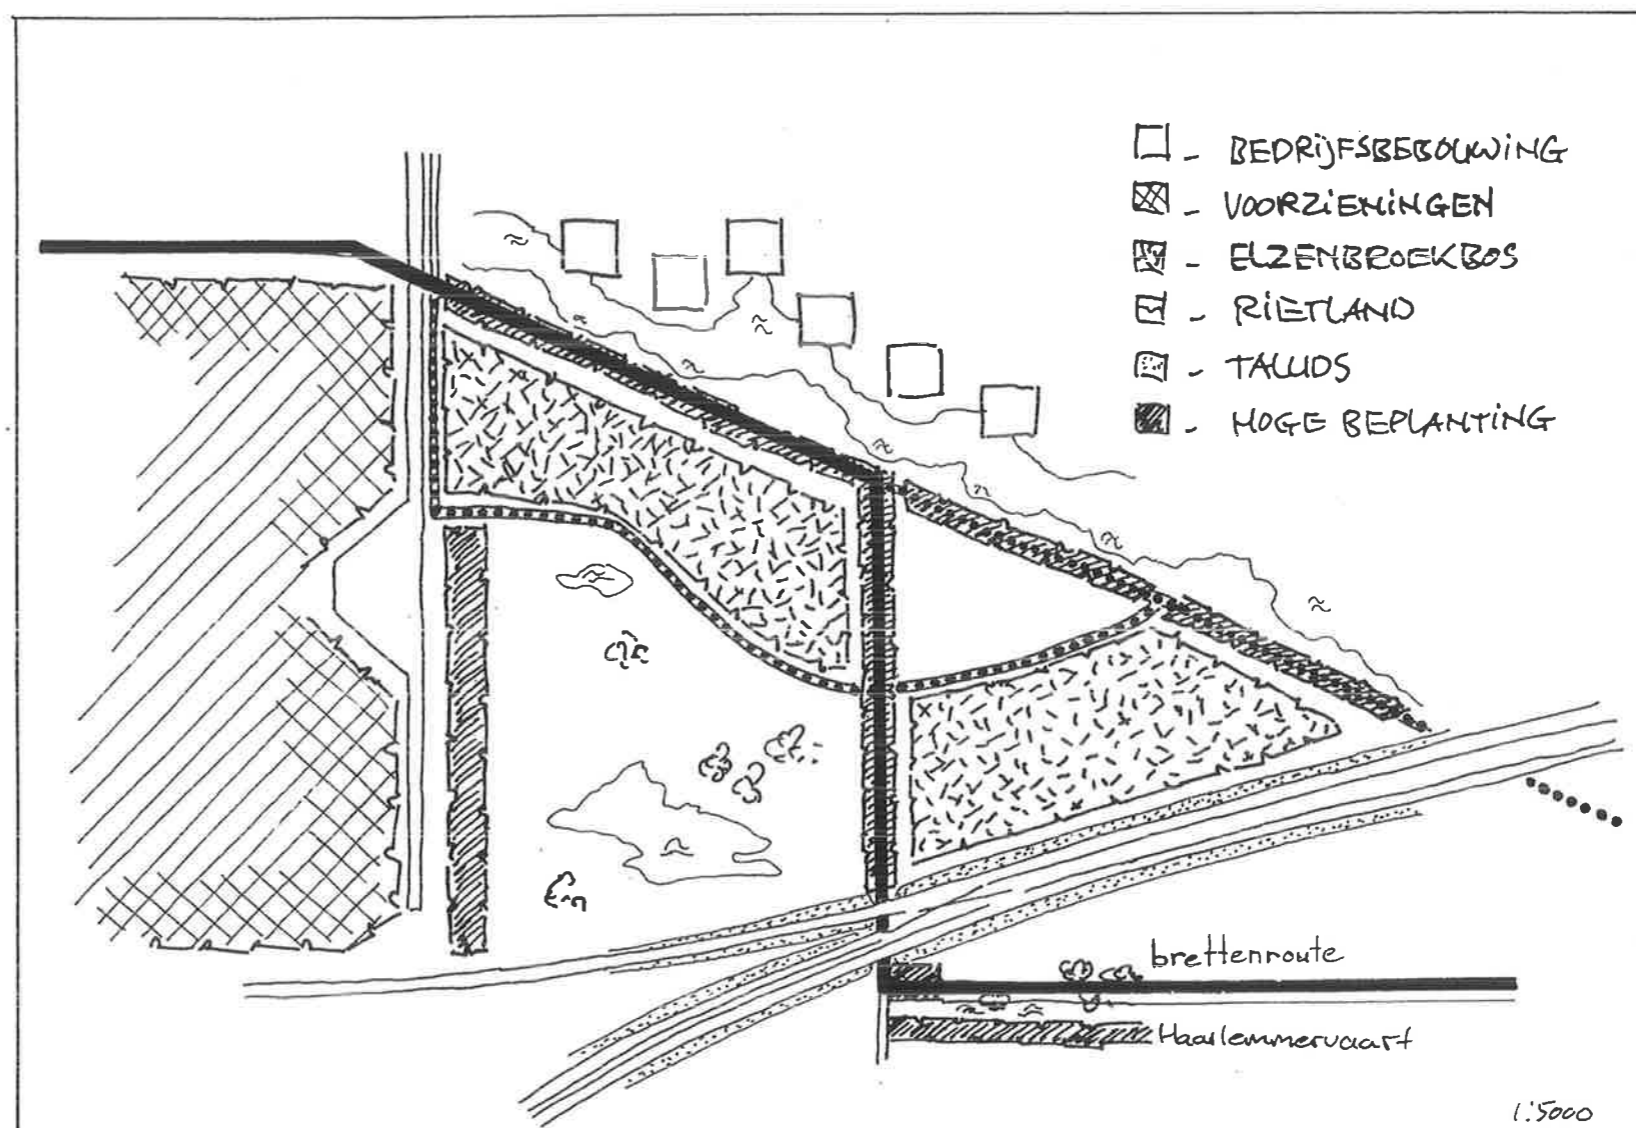 - BEDRIJFSBEBOUWING
- VOORZIENINGEN
- ELZENBROEKBOS
- RIETLAND
- TALUDS
- HOGE BEPLANTING
brettenroute
Haarlemmervaart
1:5000